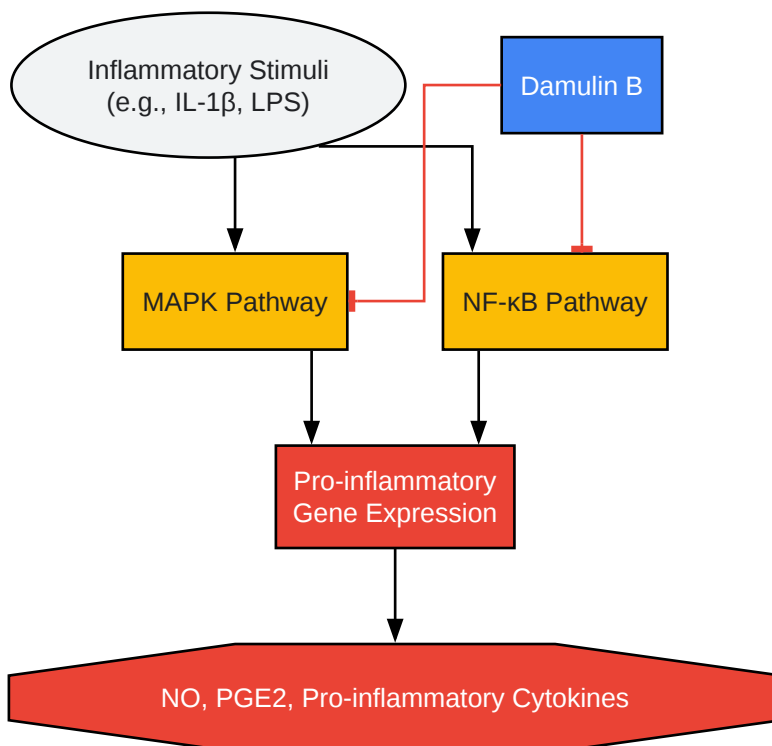 Inflammatory Stimuli
(e.g., IL-1β, LPS)
Damulin B
MAPK Pathway
NF-κB Pathway
Pro-inflammatory
Gene Expression
NO, PGE2, Pro-inflammatory Cytokines